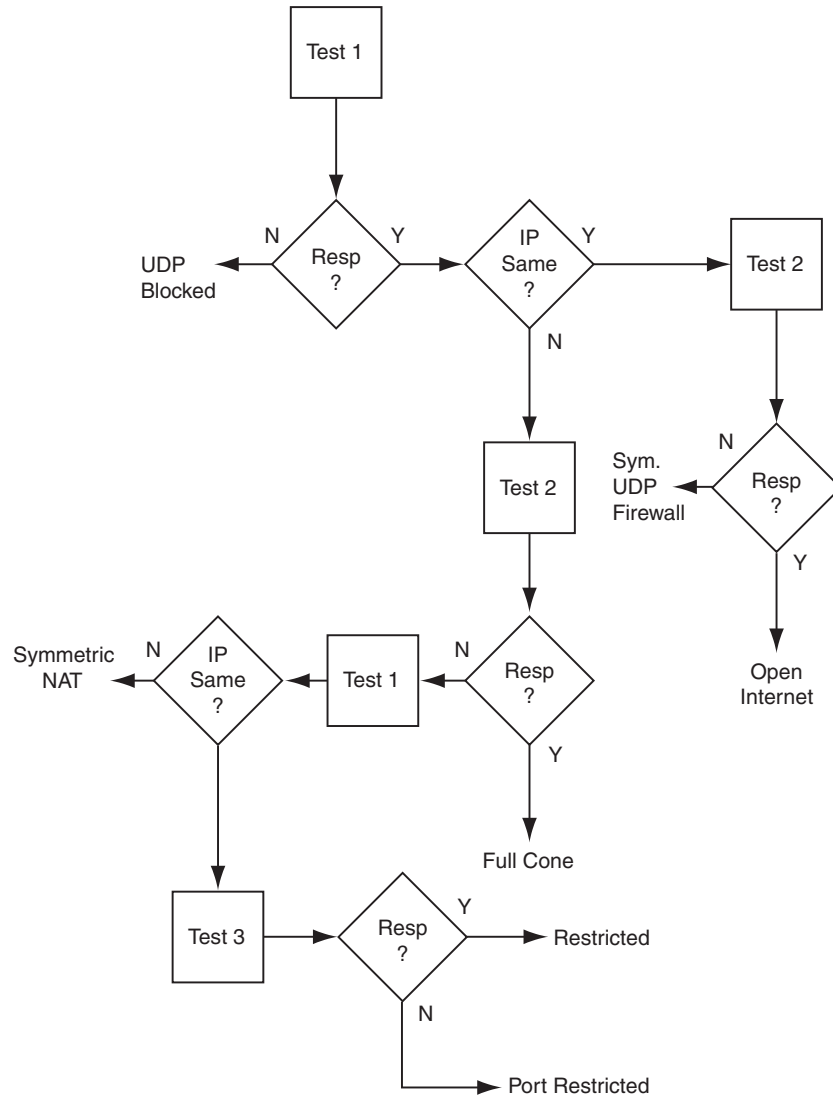 Test 1
N
Resp
?
Y
UDP
Blocked
IP
Same
?
Y
N
Test 2
Test 2
N
Resp
?
Y
Sym.
UDP
Firewall
Open
Internet
Symmetric
NAT
N
IP
Same
?
Test 1
N
Resp
?
Y
Full Cone
Test 3
Resp
?
Y
N
Restricted
Port Restricted